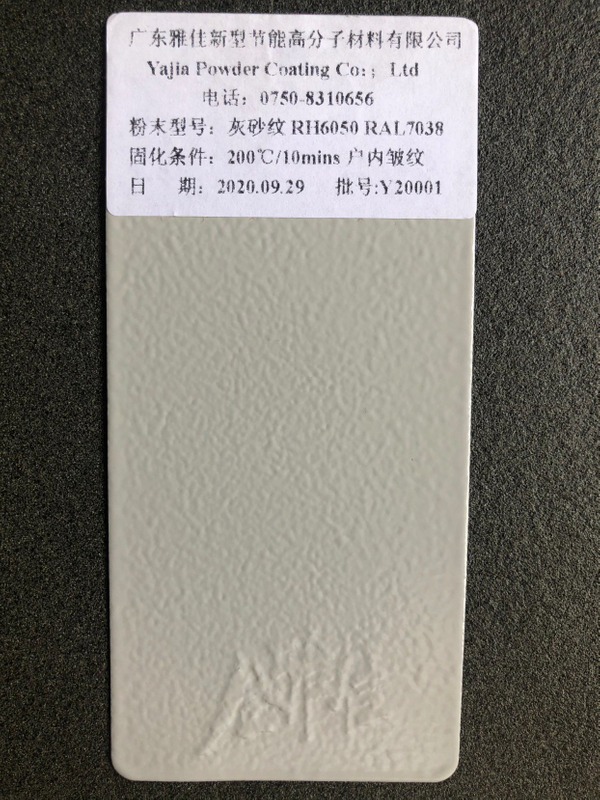 广东雅佳新型节能高分子材料有限公司
Yajia Powder Coating Co:；Ltd
电话：0750-8310656
粉末型号：灰砂纹 RH6050 RAL7038
固化条件：200℃/10mins 户内皱纹
日 期：2020.09.29 批号:Y20001